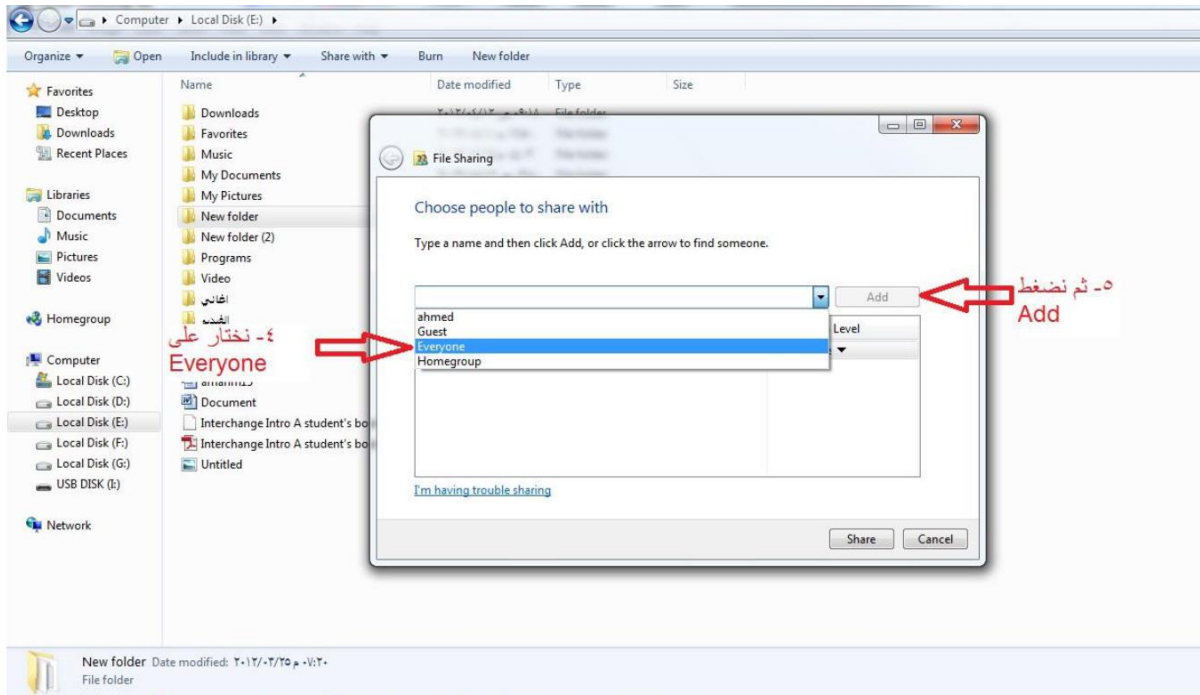 Computer ▸ Local Disk (E:) ▸
Organize Open Include in library Share with Burn New folder
Favorites
Desktop
Downloads
Recent Places
Libraries
Documents
Music
Pictures
Videos
Homegroup
Computer
Local Disk (C:)
Local Disk (D:)
Local Disk (E:)
Local Disk (F:)
Local Disk (G:)
USB DISK (I:)
Network
Name Date modified Type Size
Downloads File folder
Favorites
Music
My Documents
My Pictures
New folder
New folder (2)
Programs
Video
اغاني
Document
Interchange Intro A student's bo
Interchange Intro A student's bo
Untitled
٤- نختار على
Everyone
File Sharing
Choose people to share with
Type a name and then click Add, or click the arrow to find someone.
Add
ahmed
Guest
Everyone
Homegroup
Level
I'm having trouble sharing
Share Cancel
٥- ثم نضغط
Add
New folder Date modified: ٢٠١٢/٠٣/٢٥ م ٠٧:٢٠
File folder